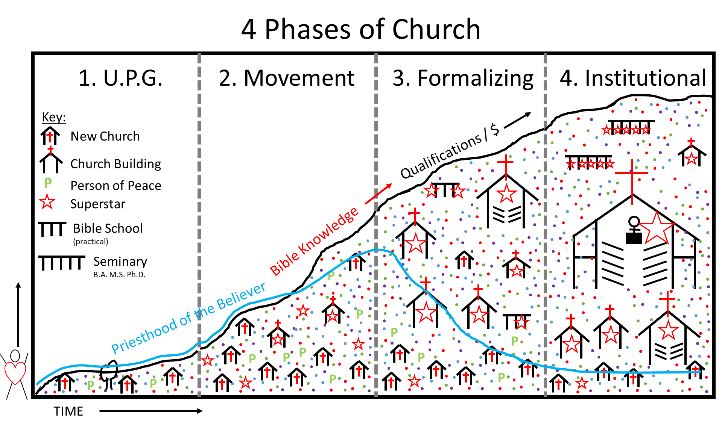 4 Phases of Church
1. U.P.G.
2. Movement
3. Formalizing
4. Institutional
Key:
New Church
Church Building
P Person of Peace
Superstar
Bible School
(practical)
Seminary
B.A. M.S. Ph.D.
Priesthood of the Believer
Bible Knowledge
Qualifications / $
P
P
P
P
P
P
P
P
P
P
P
P
P
TIME